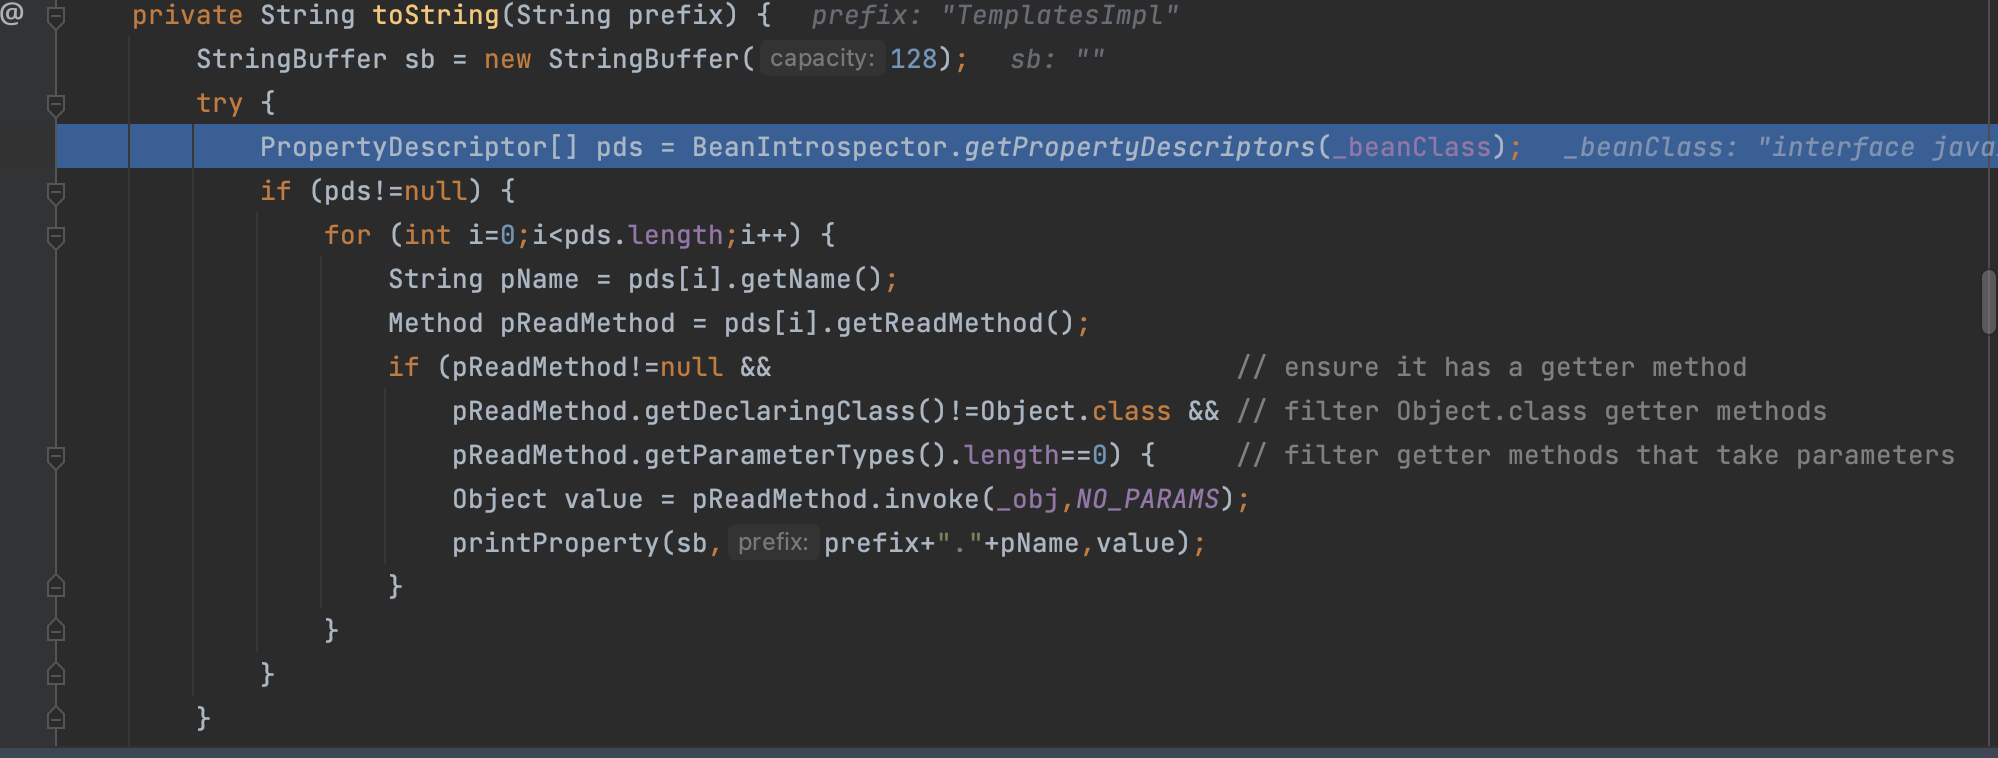 @ private String toString(String prefix) { prefix: "TemplatesImpl"
StringBuffer sb = new StringBuffer( capacity: 128); sb: ""
try {
PropertyDescriptor[] pds = BeanIntrospector.getPropertyDescriptors(_beanClass); _beanClass: "interface
if (pds!=null) {
for (int i=0;i<pds.length;i++) {
String pName = pds[i].getName();
Method pReadMethod = pds[i].getReadMethod();
if (pReadMethod!=null && // ensure it has a getter method
pReadMethod.getDeclaringClass()!=Object.class && // filter Object.class getter methods
pReadMethod.getParameterTypes().length==0) { // filter getter methods that take parameters
Object value = pReadMethod.invoke(_obj,NO_PARAMS);
printProperty(sb, prefix: prefix+"."+pName,value);
}
}
}
}